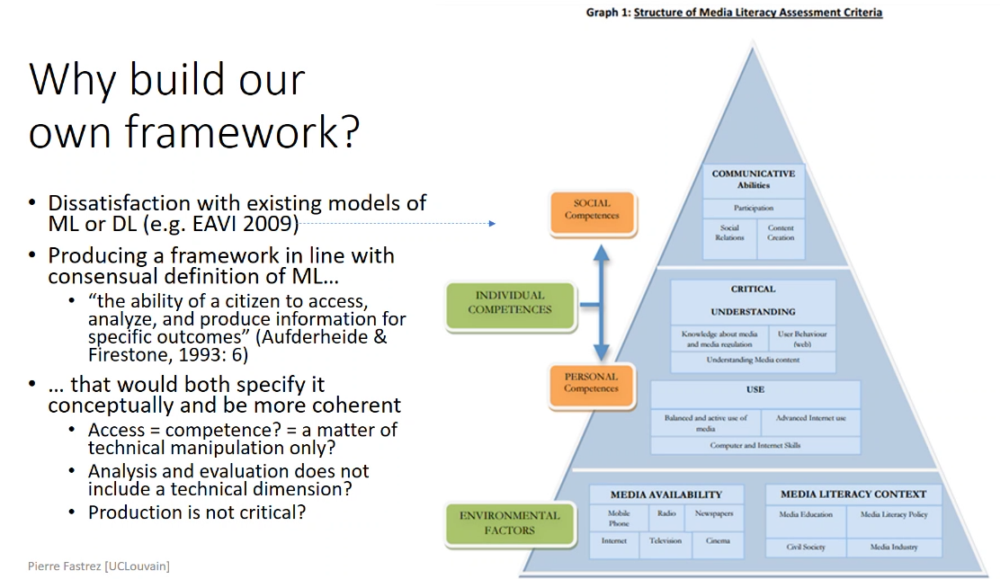 Graph 1: Structure of Media Literacy Assessment Criteria
Why build our
own framework?
• Dissatisfaction with existing models of
ML or DL (e.g. EAVI 2009)
• Producing a framework in line with
consensual definition of ML…
• “the ability of a citizen to access,
analyze, and produce information for
specific outcomes” (Aufderheide &
Firestone, 1993: 6)
• … that would both specify it
conceptually and be more coherent
• Access = competence? = a matter of
technical manipulation only?
• Analysis and evaluation does not
include a technical dimension?
• Production is not critical?
Pierre Fastrez [UCLouvain]
SOCIAL
Competences
INDIVIDUAL
COMPETENCES
PERSONAL
Competences
ENVIRONMENTAL
FACTORS
COMMUNICATIVE
Abilities
Participation
Social
Relations
Content
Creation
CRITICAL
UNDERSTANDING
Knowledge about media
and media regulation
User Behaviour
(web)
Understanding Media content
USE
Balanced and active use of
media
Advanced Internet use
Computer and Internet Skills
MEDIA AVAILABILITY
Mobile
Phone
Radio
Newspapers
Internet
Television
Cinema
MEDIA LITERACY CONTEXT
Media Education
Media Literacy Policy
Civil Society
Media Industry